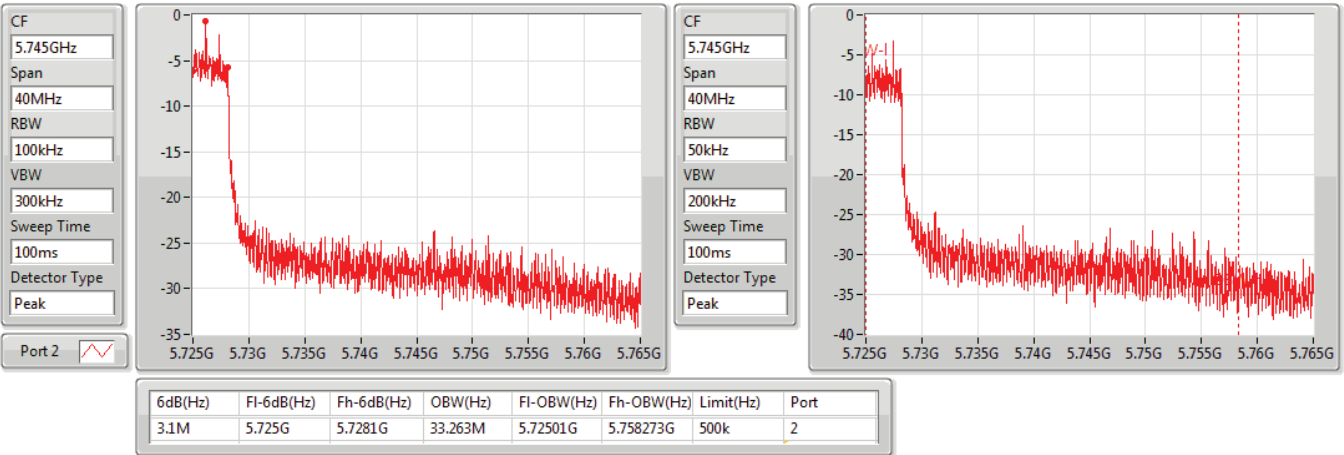 CF
5.745GHz
Span
40MHz
RBW
100kHz
VBW
300kHz
Sweep Time
100ms
Detector Type
Peak
Port 2
0
-5
-10
-15
-20
-25
-30
-35
5.725G 5.73G 5.735G 5.74G 5.745G 5.75G 5.755G 5.76G 5.765G
CF
5.745GHz
Span
40MHz
RBW
50kHz
VBW
200kHz
Sweep Time
100ms
Detector Type
Peak
0
-5
-10
-15
-20
-25
-30
-35
-40
5.725G 5.73G 5.735G 5.74G 5.745G 5.75G 5.755G 5.76G 5.765G
6dB(Hz) Fl-6dB(Hz) Fh-6dB(Hz) OBW(Hz) Fl-OBW(Hz) Fh-OBW(Hz) Limit(Hz) Port
3.1M 5.725G 5.7281G 33.263M 5.72501G 5.758273G 500k 2